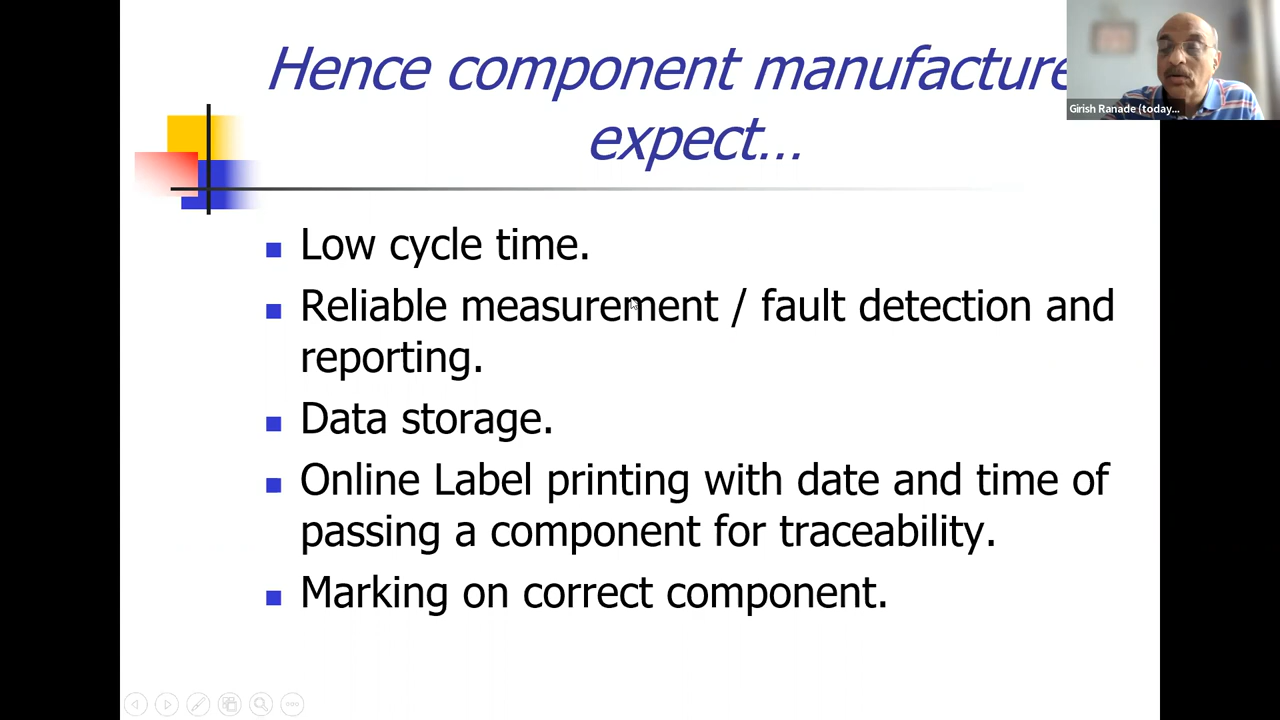 Hence component manufacture
expect...
Girish Ranade (today...
Low cycle time.
Reliable measurement / fault detection and
reporting.
Data storage.
Online Label printing with date and time of
passing a component for traceability.
Marking on correct component.